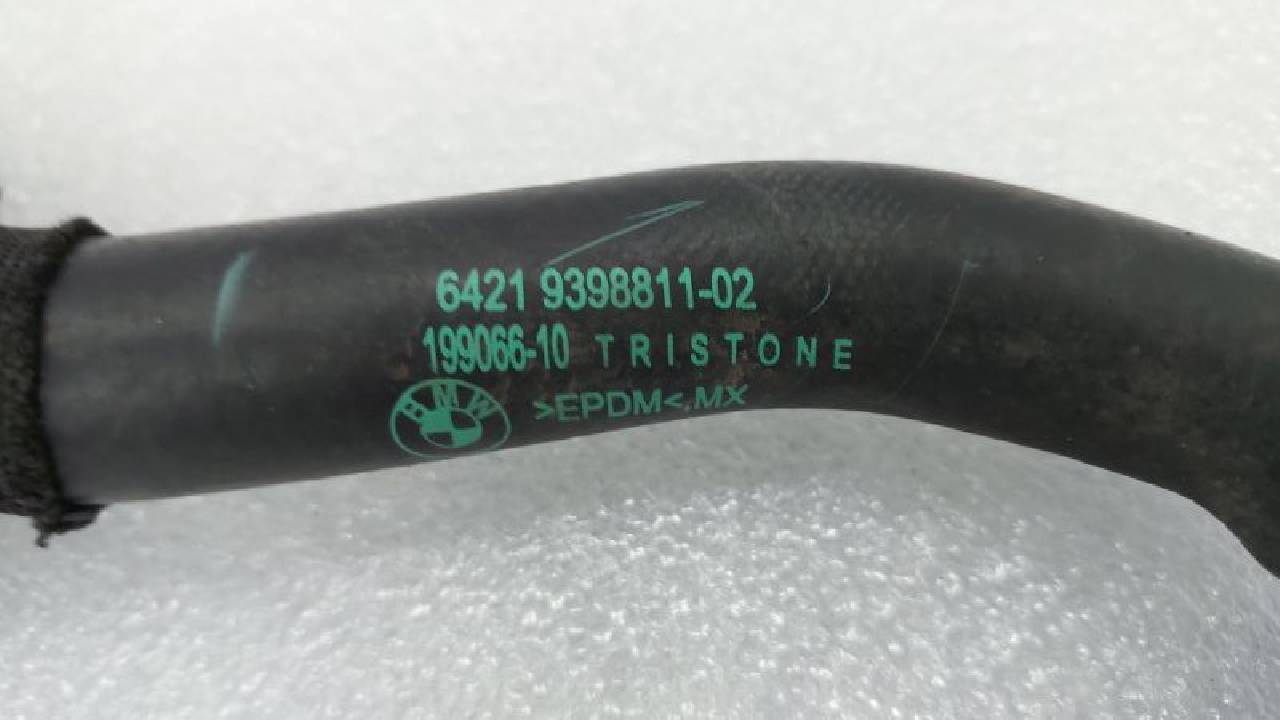 6421 9398811-02
199066-10 TRISTONE
BMW >EPDM<,MX